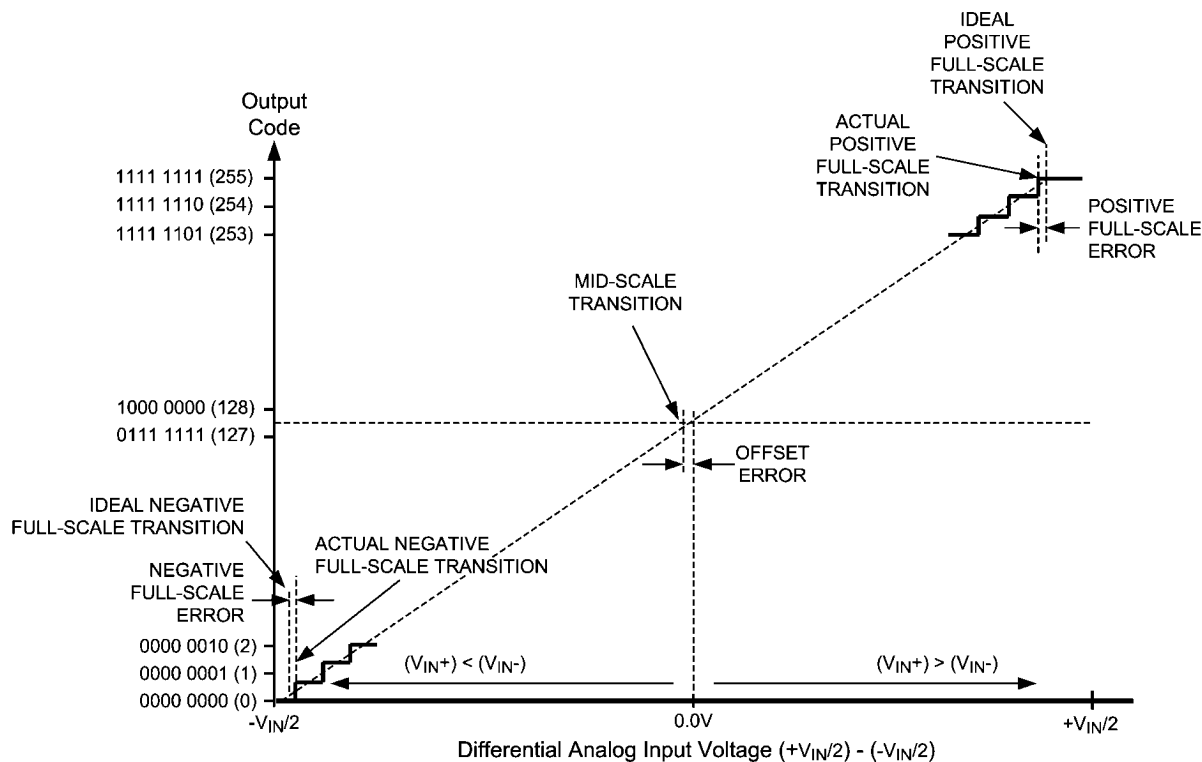 IDEAL
POSITIVE
FULL-SCALE
TRANSITION
Output
Code
ACTUAL
POSITIVE
FULL-SCALE
TRANSITION
1111 1111 (255)
1111 1110 (254)
1111 1101 (253)
POSITIVE
FULL-SCALE
ERROR
MID-SCALE
TRANSITION
1000 0000 (128)
0111 1111 (127)
OFFSET
ERROR
IDEAL NEGATIVE
FULL-SCALE TRANSITION
ACTUAL NEGATIVE
FULL-SCALE TRANSITION
NEGATIVE
FULL-SCALE
ERROR
0000 0010 (2)
0000 0001 (1)
0000 0000 (0)
(VIN+) < (VIN-)
(VIN+) > (VIN-)
-VIN/2
0.0V
+VIN/2
Differential Analog Input Voltage (+VIN/2) - (-VIN/2)